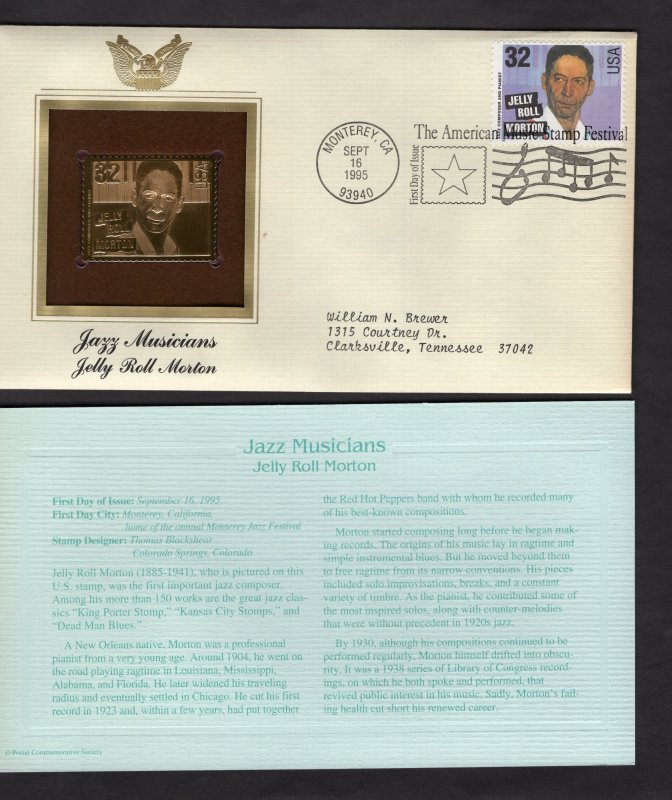 32
USA
JAZZ COMPOSER AND PIANIST
JELLY
ROLL
MORTON
MONTEREY, CA
SEPT
16
1995
93940
The American Music Stamp Festival
First Day of Issue
32
USA
JELLY
ROLL
MORTON
Jazz Musicians
Jelly Roll Morton
William N. Brewer
1315 Courtney Dr.
Clarksville, Tennessee 37042
Jazz Musicians
Jelly Roll Morton
First Day of Issue: September 16, 1995
First Day City: Monterey, California,
home of the annual Monterey Jazz Festival
Stamp Designer: Thomas Blackshear
Colorado Springs, Colorado
Jelly Roll Morton (1885-1941), who is pictured on this
U.S. stamp, was the first important jazz composer.
Among his more than 150 works are the great jazz clas-
sics "King Porter Stomp," "Kansas City Stomps," and
"Dead Man Blues."
A New Orleans native, Morton was a professional
pianist from a very young age. Around 1904, he went on
the road playing ragtime in Louisiana, Mississippi,
Alabama, and Florida. He later widened his traveling
radius and eventually settled in Chicago. He cut his first
record in 1923 and, within a few years, had put together
the Red Hot Peppers band with whom he recorded many
of his best-known compositions.
Morton started composing long before he began mak-
ing records. The origins of his music lay in ragtime and
simple instrumental blues. But he moved beyond them
to free ragtime from its narrow conventions. His pieces
included solo improvisations, breaks, and a constant
variety of timbre. As the pianist, he contributed some of
the most inspired solos, along with counter-melodies
that were without precedent in 1920s jazz.
By 1930, although his compositions continued to be
performed regularly, Morton himself drifted into obscu-
rity. It was a 1938 series of Library of Congress record-
ings, on which he both spoke and performed, that
revived public interest in his music. Sadly, Morton's fail-
ing health cut short his renewed career.
© Postal Commemorative Society